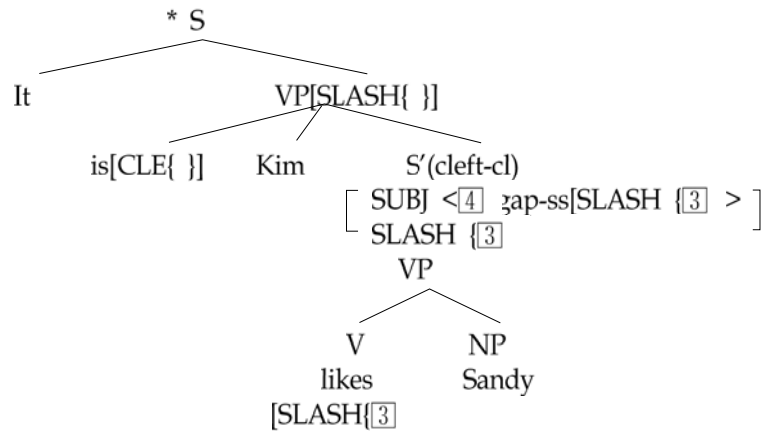 * S
It VP[SLASH{ }]
is[CLE{ }] Kim S′(cleft-cl)
SUBJ <4 gap-ss[SLASH {3 >
SLASH {3
VP
V NP
likes Sandy
[SLASH{3